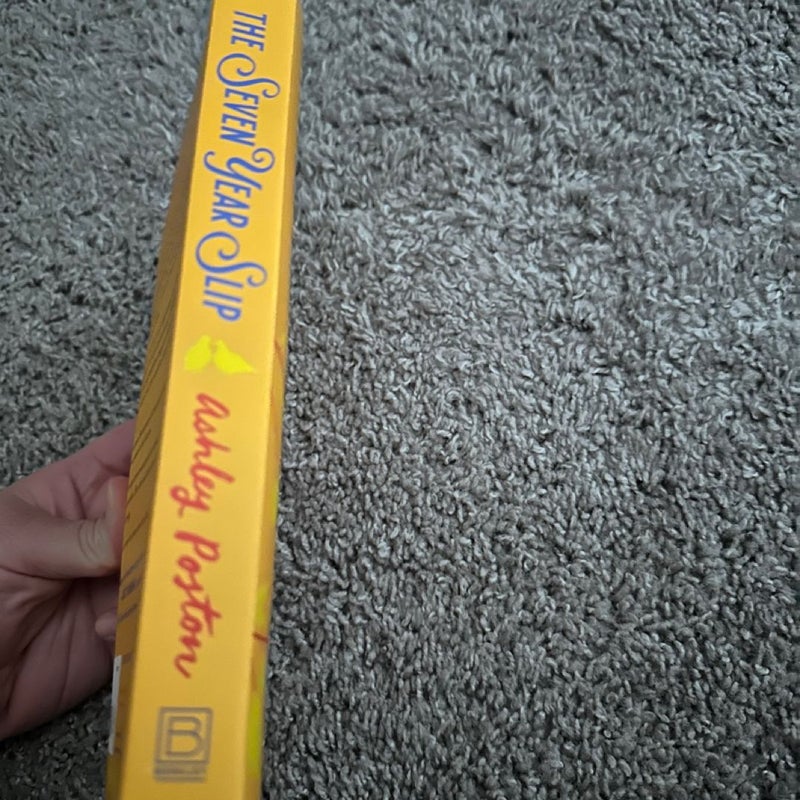 THE SEVEN YEAR SLIP
Ashley Poston
B